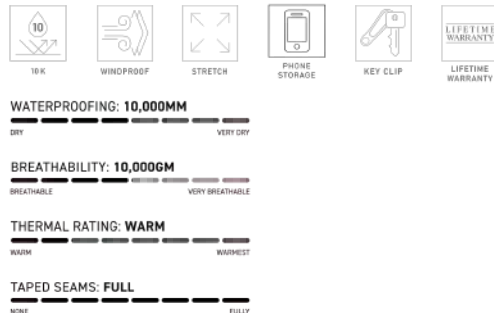 10
LIFETIME
WARRANTY
10K
WINDPROOF
STRETCH
PHONE
STORAGE
KEY CLIP
LIFETIME
WARRANTY
WATERPROOFING: 10,000MM
DRY VERY DRY
BREATHABILITY: 10,000GM
BREATHABLE VERY BREATHABLE
THERMAL RATING: WARM
WARM WARMEST
TAPED SEAMS: FULL
NONE FULLY